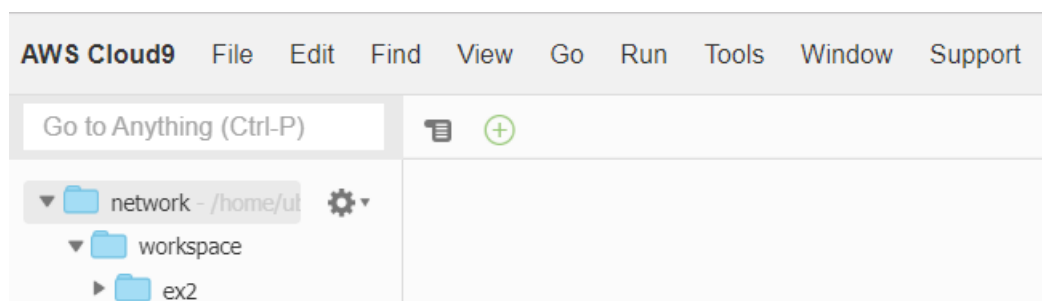 AWS Cloud9 File Edit Find View Go Run Tools Window Support
Go to Anything (Ctrl-P)
network - /home/ub
workspace
ex2